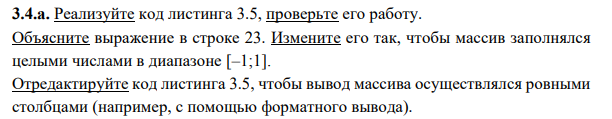 3.4.a. Реализуйте код листинга 3.5, проверьте его работу.
Объясните выражение в строке 23. Измените его так, чтобы массив заполнялся
целыми числами в диапазоне [–1;1].
Отредактируйте код листинга 3.5, чтобы вывод массива осуществлялся ровными
столбцами (например, с помощью форматного вывода).